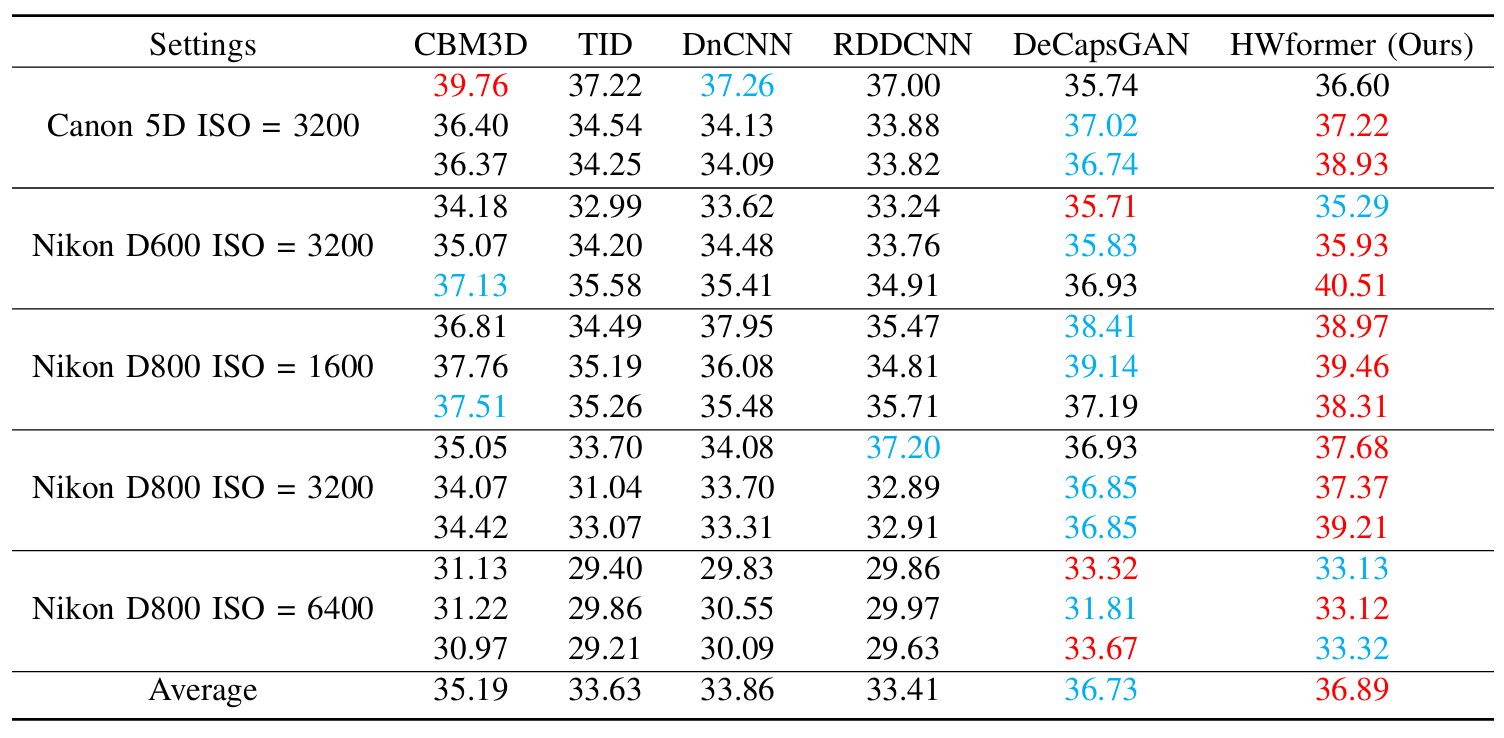 Settings CBM3D TID DnCNN RDDCNN DeCapsGAN HWformer (Ours)
39.76 37.22 37.26 37.00 35.74 36.60
Canon 5D ISO = 3200 36.40 34.54 34.13 33.88 37.02 37.22
36.37 34.25 34.09 33.82 36.74 38.93
34.18 32.99 33.62 33.24 35.71 35.29
Nikon D600 ISO = 3200 35.07 34.20 34.48 33.76 35.83 35.93
37.13 35.58 35.41 34.91 36.93 40.51
36.81 34.49 37.95 35.47 38.41 38.97
Nikon D800 ISO = 1600 37.76 35.19 36.08 34.81 39.14 39.46
37.51 35.26 35.48 35.71 37.19 38.31
35.05 33.70 34.08 37.20 36.93 37.68
Nikon D800 ISO = 3200 34.07 31.04 33.70 32.89 36.85 37.37
34.42 33.07 33.31 32.91 36.85 39.21
31.13 29.40 29.83 29.86 33.32 33.13
Nikon D800 ISO = 6400 31.22 29.86 30.55 29.97 31.81 33.12
30.97 29.21 30.09 29.63 33.67 33.32
Average 35.19 33.63 33.86 33.41 36.73 36.89